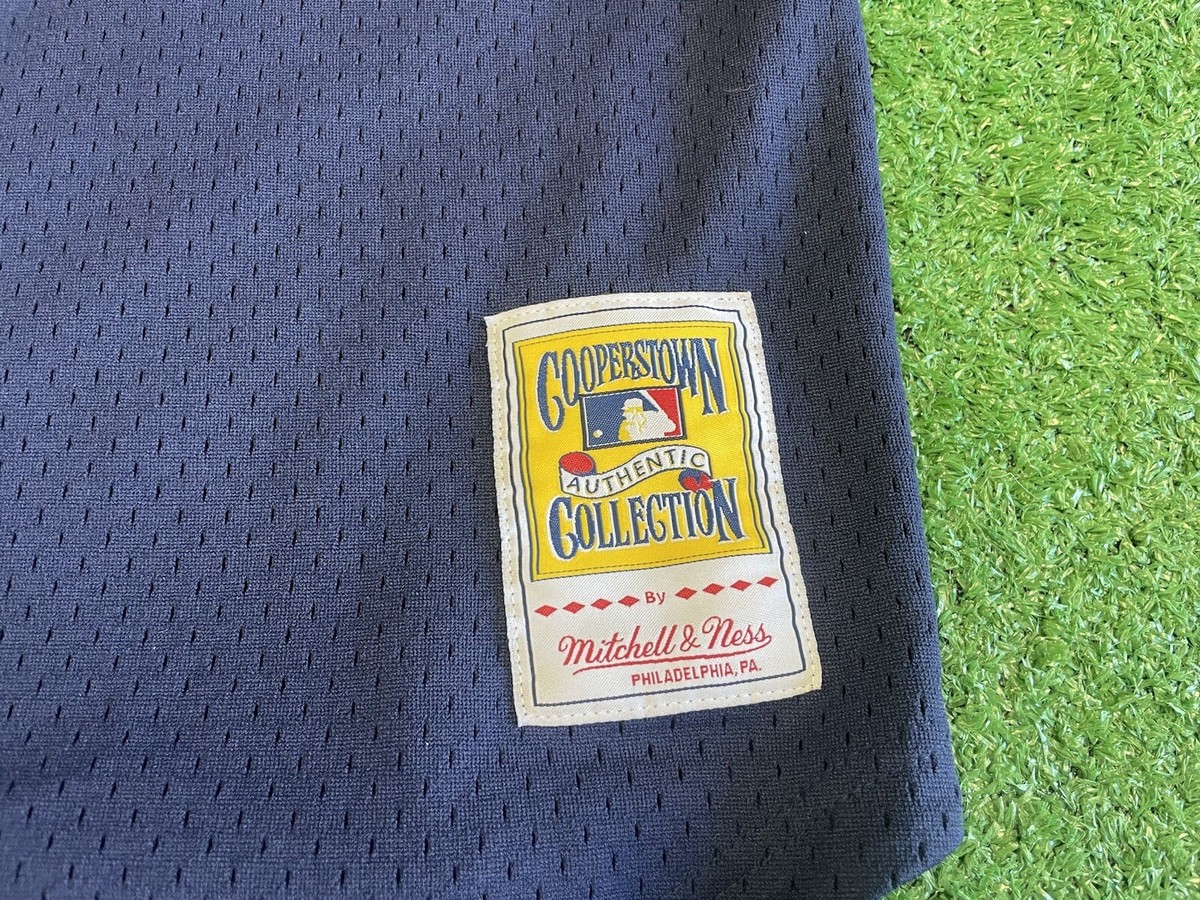 COOPERSTOWN
AUTHENTIC
COLLECTION
By
Mitchell & Ness
PHILADELPHIA, PA.